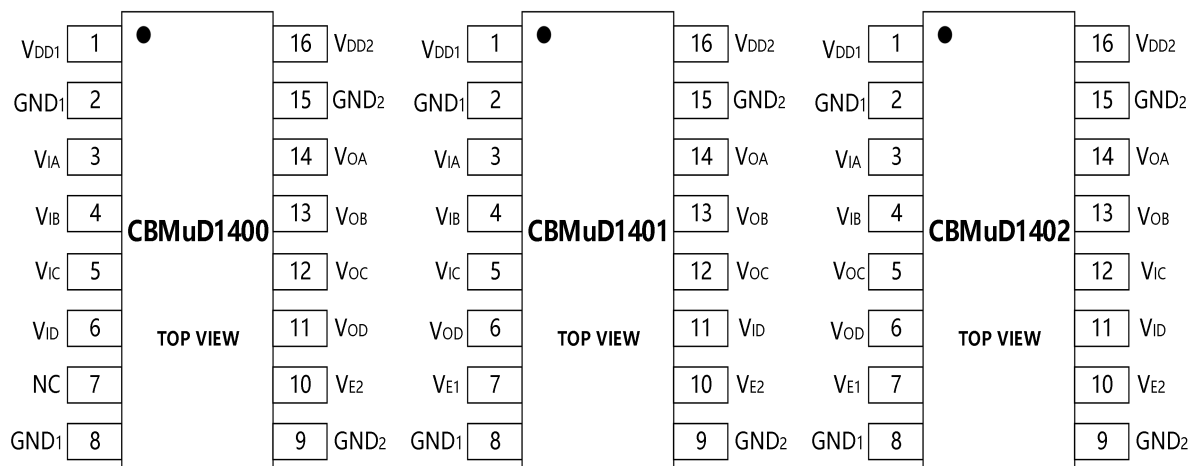 VDD1 1 16 VDD2
GND1 2 15 GND2
VIA 3 14 VOA
VIB 4 13 VOB
CBMuD1400
VIC 5 12 VOC
VID 6 11 VOD
TOP VIEW
NC 7 10 VE2
GND1 8 9 GND2
VDD1 1 16 VDD2
GND1 2 15 GND2
VIA 3 14 VOA
VIB 4 13 VOB
CBMuD1401
VIC 5 12 VOC
VOD 6 11 VID
TOP VIEW
VE1 7 10 VE2
GND1 8 9 GND2
VDD1 1 16 VDD2
GND1 2 15 GND2
VIA 3 14 VOA
VIB 4 13 VOB
CBMuD1402
VOC 5 12 VIC
VOD 6 11 VID
TOP VIEW
VE1 7 10 VE2
GND1 8 9 GND2